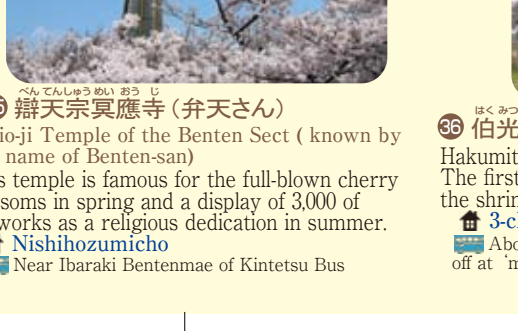 べんてんしゅうめいおうじ
辯天宗冥應寺（弁天さん）
io-ji Temple of the Benten Sect ( known by
name of Benten-san)
s temple is famous for the full-blown cherry
soms in spring and a display of 3,000 of
works as a religious dedication in summer.
Nishihozumicho
Near Ibaraki Bentenmae of Kintetsu Bus
はくみつ
36 伯光
Hakumit
The first
the shrin
3-c
Abo
off at ‘m